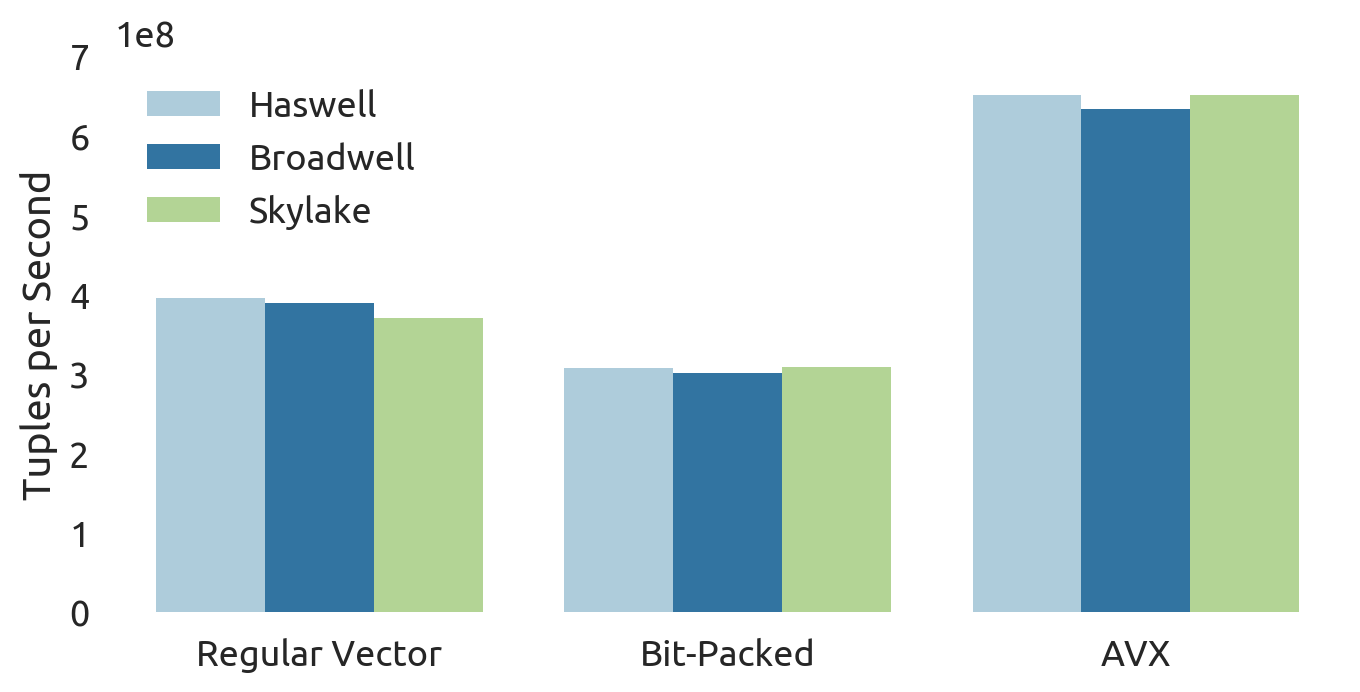 1e8
7
6
5
4
3
2
1
0
Tuples per Second
Haswell
Broadwell
Skylake
Regular Vector
Bit-Packed
AVX